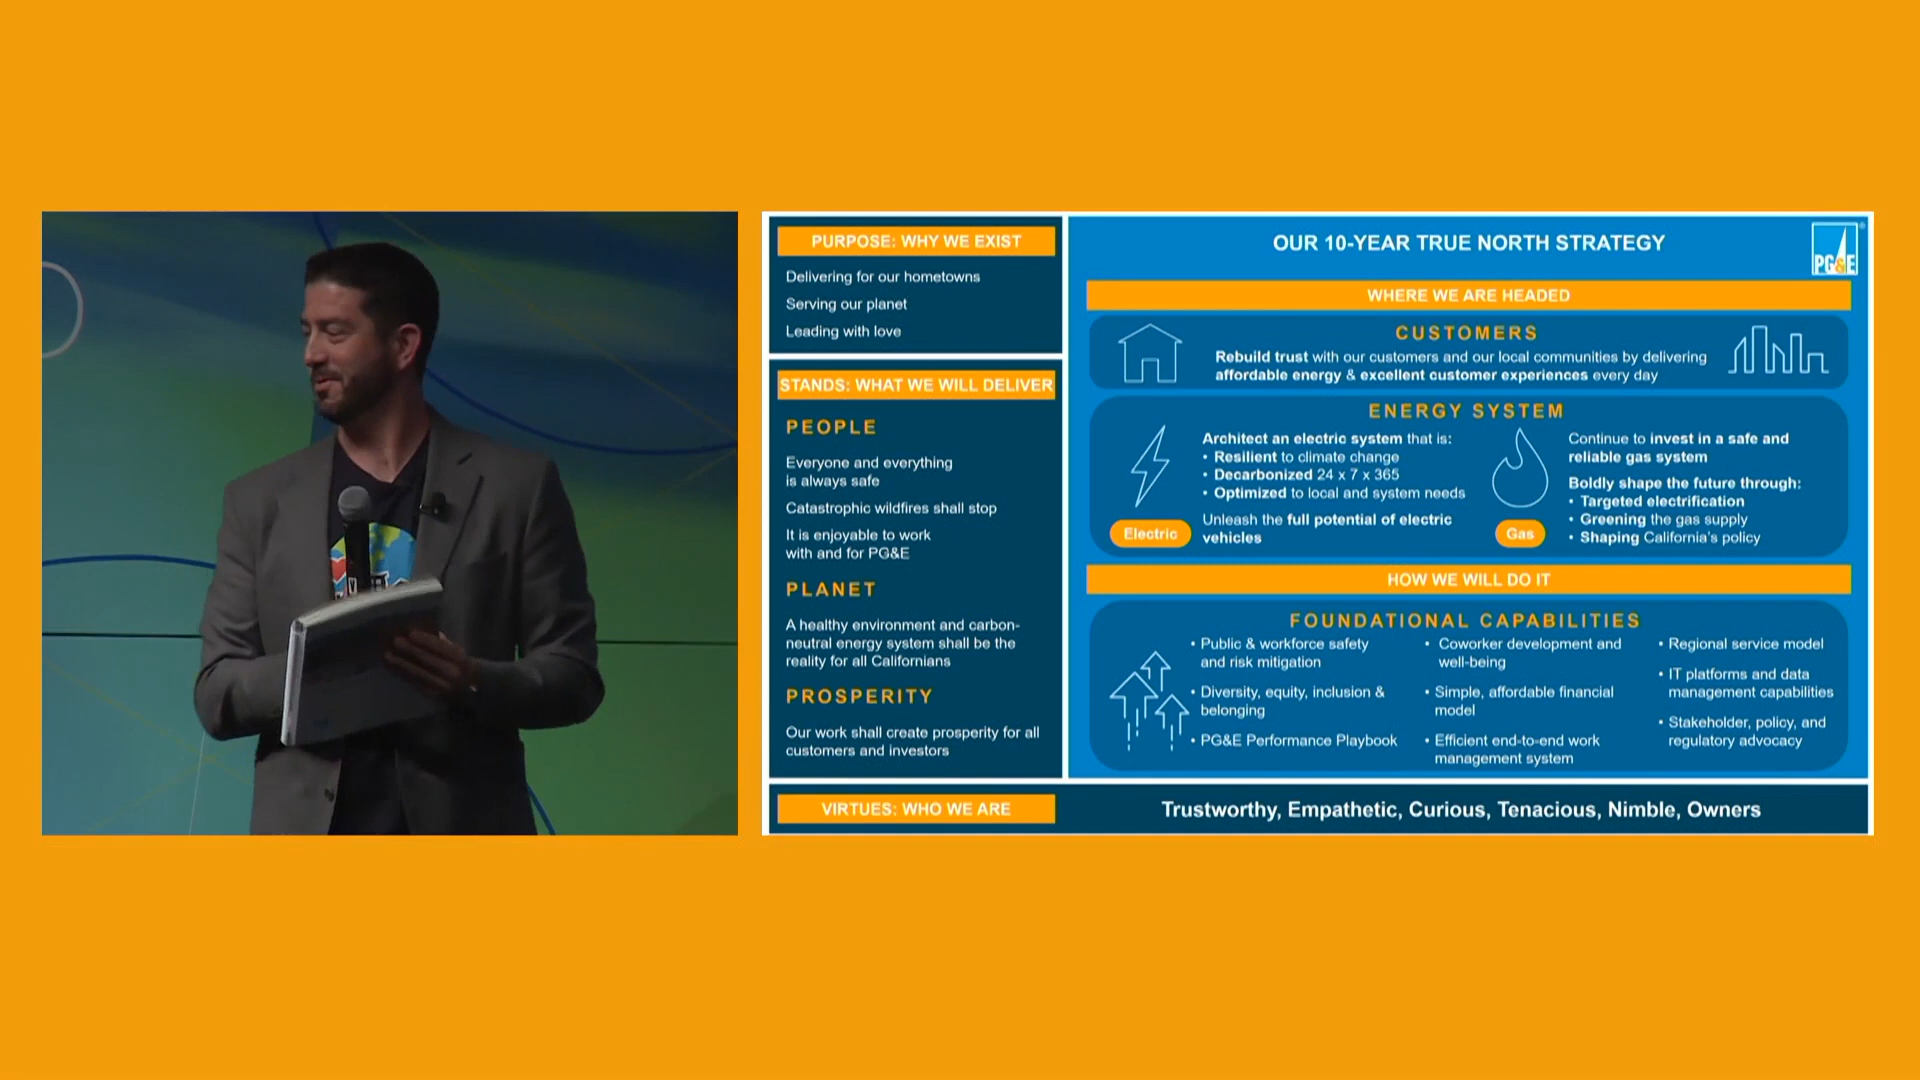 PURPOSE: WHY WE EXIST
Delivering for our hometowns
Serving our planet
Leading with love
STANDS: WHAT WE WILL DELIVER
PEOPLE
Everyone and everything
is always safe
Catastrophic wildfires shall stop
It is enjoyable to work
with and for PG&E
PLANET
A healthy environment and carbon-
neutral energy system shall be the
reality for all Californians
PROSPERITY
Our work shall create prosperity for all
customers and investors
OUR 10-YEAR TRUE NORTH STRATEGY
PG&E
WHERE WE ARE HEADED
CUSTOMERS
Rebuild trust with our customers and our local communities by delivering
affordable energy & excellent customer experiences every day
ENERGY SYSTEM
Architect an electric system that is:
• Resilient to climate change
• Decarbonized 24 x 7 x 365
• Optimized to local and system needs
Unleash the full potential of electric
vehicles
Electric
Continue to invest in a safe and
reliable gas system
Boldly shape the future through:
• Targeted electrification
• Greening the gas supply
• Shaping California's policy
Gas
HOW WE WILL DO IT
FOUNDATIONAL CAPABILITIES
• Public & workforce safety
and risk mitigation
• Diversity, equity, inclusion &
belonging
• PG&E Performance Playbook
• Coworker development and
well-being
• Simple, affordable financial
model
• Efficient end-to-end work
management system
• Regional service model
• IT platforms and data
management capabilities
• Stakeholder, policy, and
regulatory advocacy
VIRTUES: WHO WE ARE
Trustworthy, Empathetic, Curious, Tenacious, Nimble, Owners